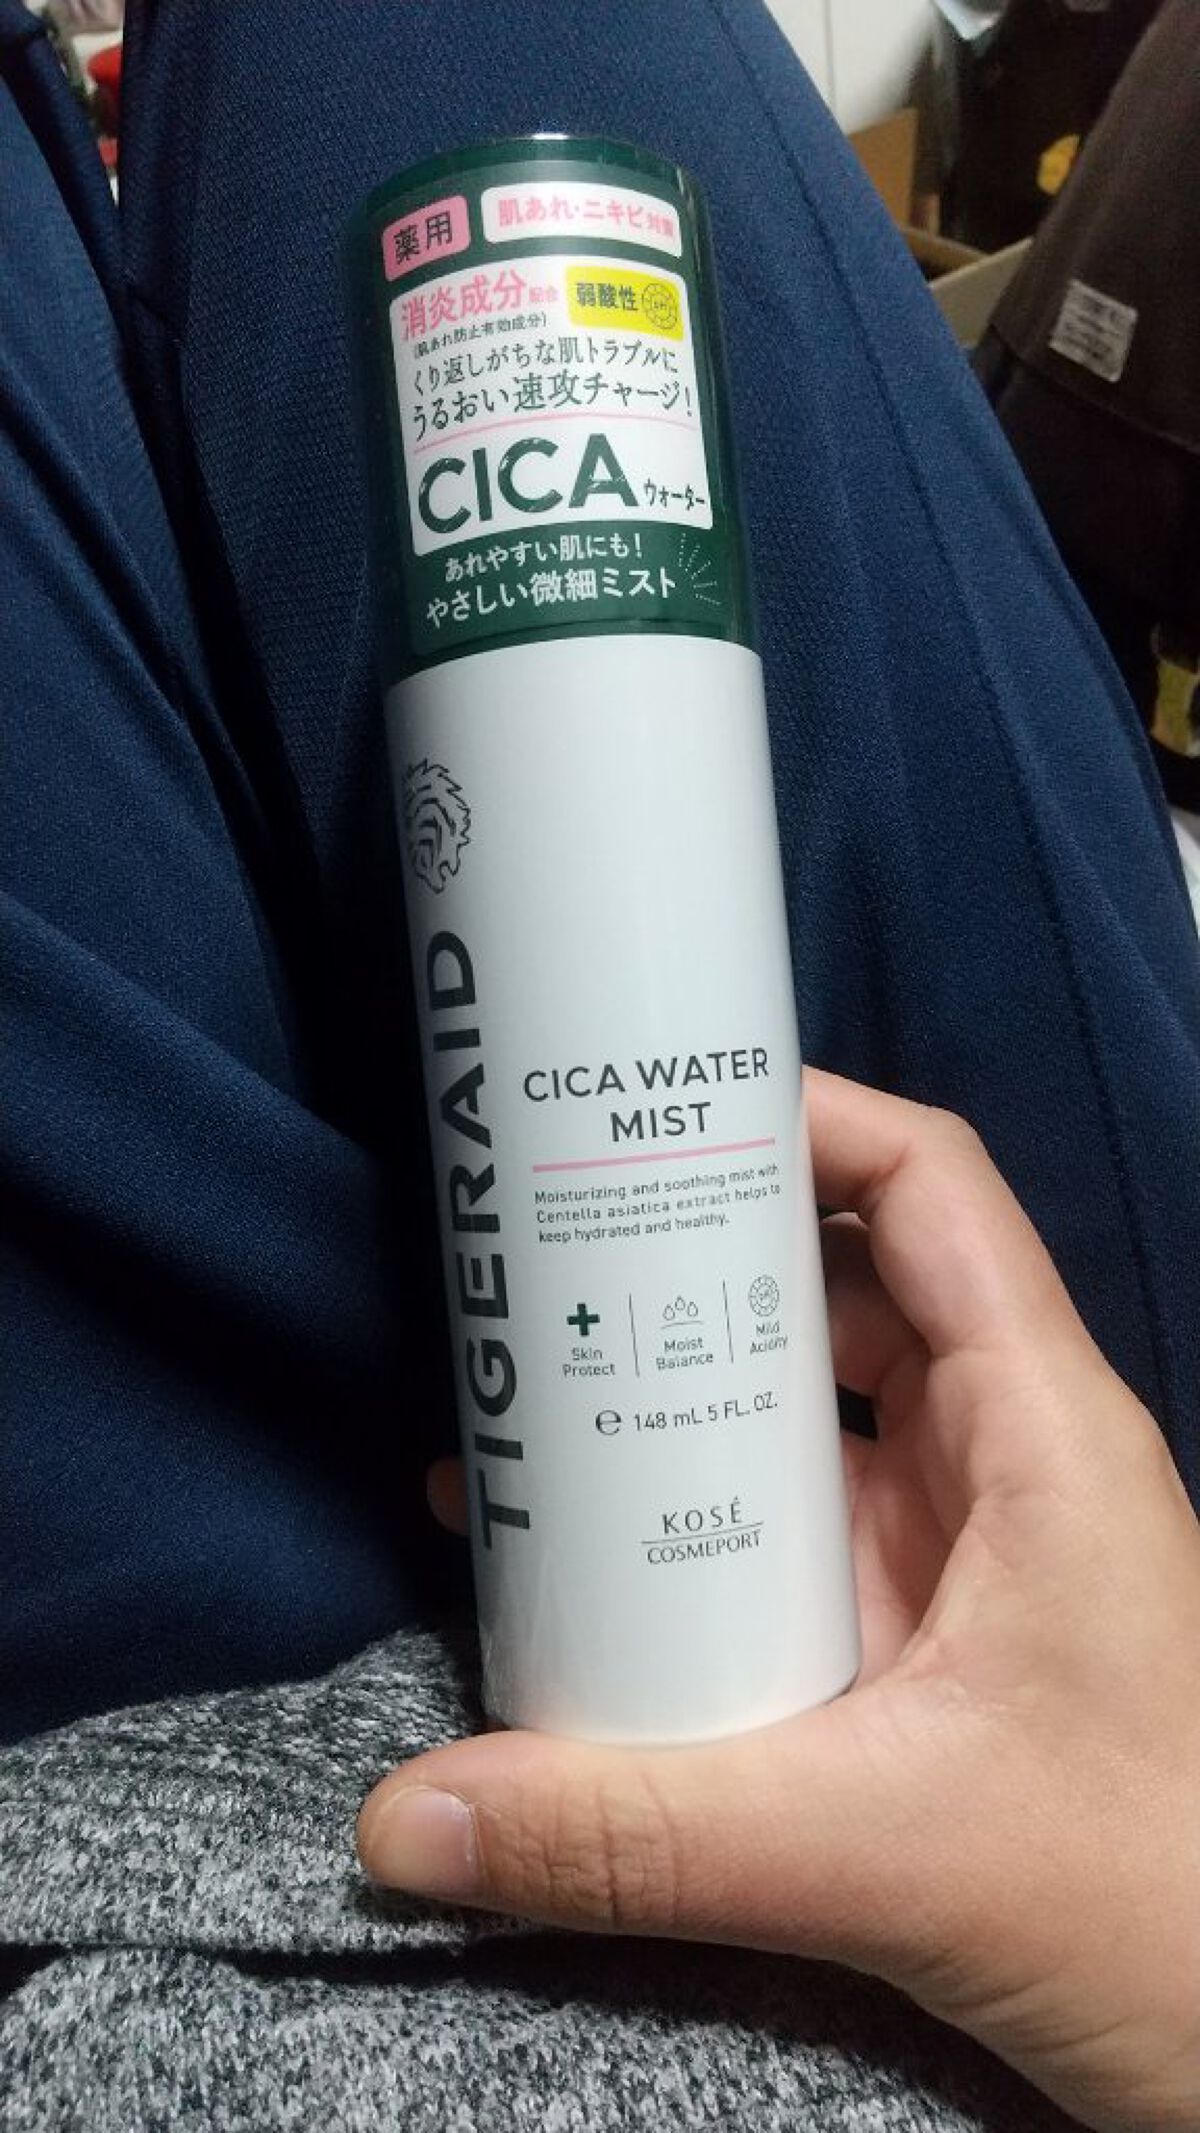 薬用
肌あれ・ニキビ対策
消炎成分配合
(肌あれ防止有効成分)
弱酸性
pH
くり返しがちな肌トラブルに
うるおい速攻チャージ!
CICA ウォーター
あれやすい肌にも!
やさしい微細ミスト
TIGERAID
CICA WATER
MIST
Moisturizing and soothing mist with
Centella asiatica extract helps to
keep hydrated and healthy.
Skin
Protect
Moist
Balance
Mild
Acidity
℮ 148 mL 5 FL. OZ.
KOSÉ
COSMEPORT